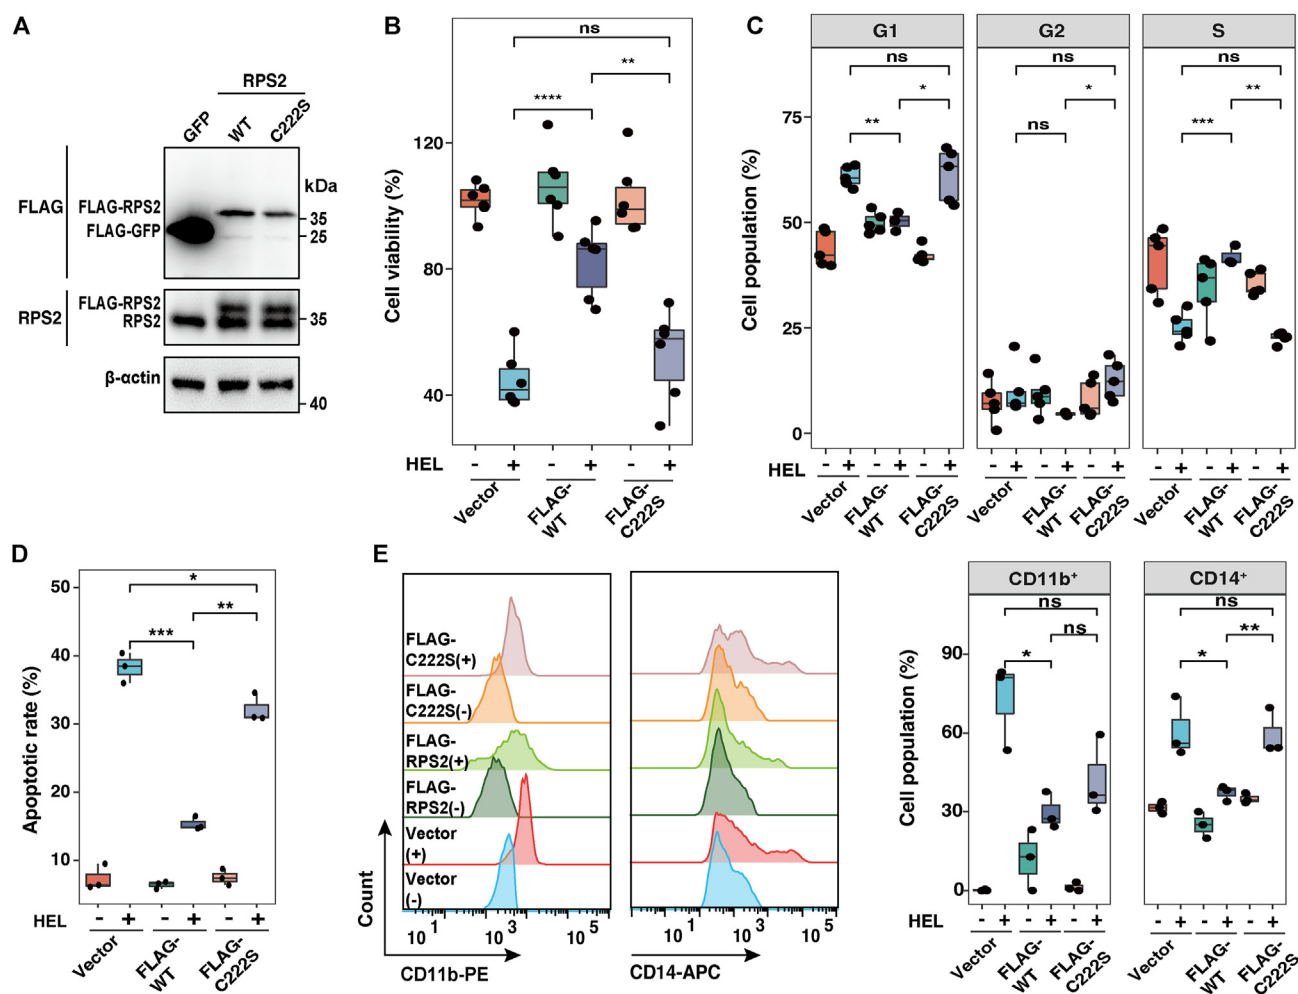 A
RPS2
GFP
WT
C222S
kDa
FLAG
FLAG-RPS2
FLAG-GFP
35
25
RPS2
FLAG-RPS2
RPS2
35
β-actin
40
B
ns
**
****
Cell viability (%)
120
80
40
HEL
- + - + - +
Vector
FLAG-
WT
FLAG-
C222S
C
G1
G2
S
ns
*
**
ns
*
ns
ns
**
***
Cell population (%)
75
50
25
0
HEL
- + - + - +
- + - + - +
- + - + - +
Vector
FLAG-
WT
FLAG-
C222S
Vector
FLAG-
WT
FLAG-
C222S
Vector
FLAG-
WT
FLAG-
C222S
D
*
**
***
Apoptotic rate (%)
50
40
30
20
10
HEL
- + - + - +
Vector
FLAG-
WT
FLAG-
C222S
E
FLAG-
C222S(+)
FLAG-
C222S(-)
FLAG-
RPS2(+)
FLAG-
RPS2(-)
Vector
(+)
Vector
(-)
Count
10 1
10 3
10 5
CD11b-PE
10 1
10 3
10 5
CD14-APC
CD11b+
CD14+
ns
ns
*
ns
**
*
Cell population (%)
90
60
30
0
HEL
- + - + - +
- + - + - +
Vector
FLAG-
WT
FLAG-
C222S
Vector
FLAG-
WT
FLAG-
C222S